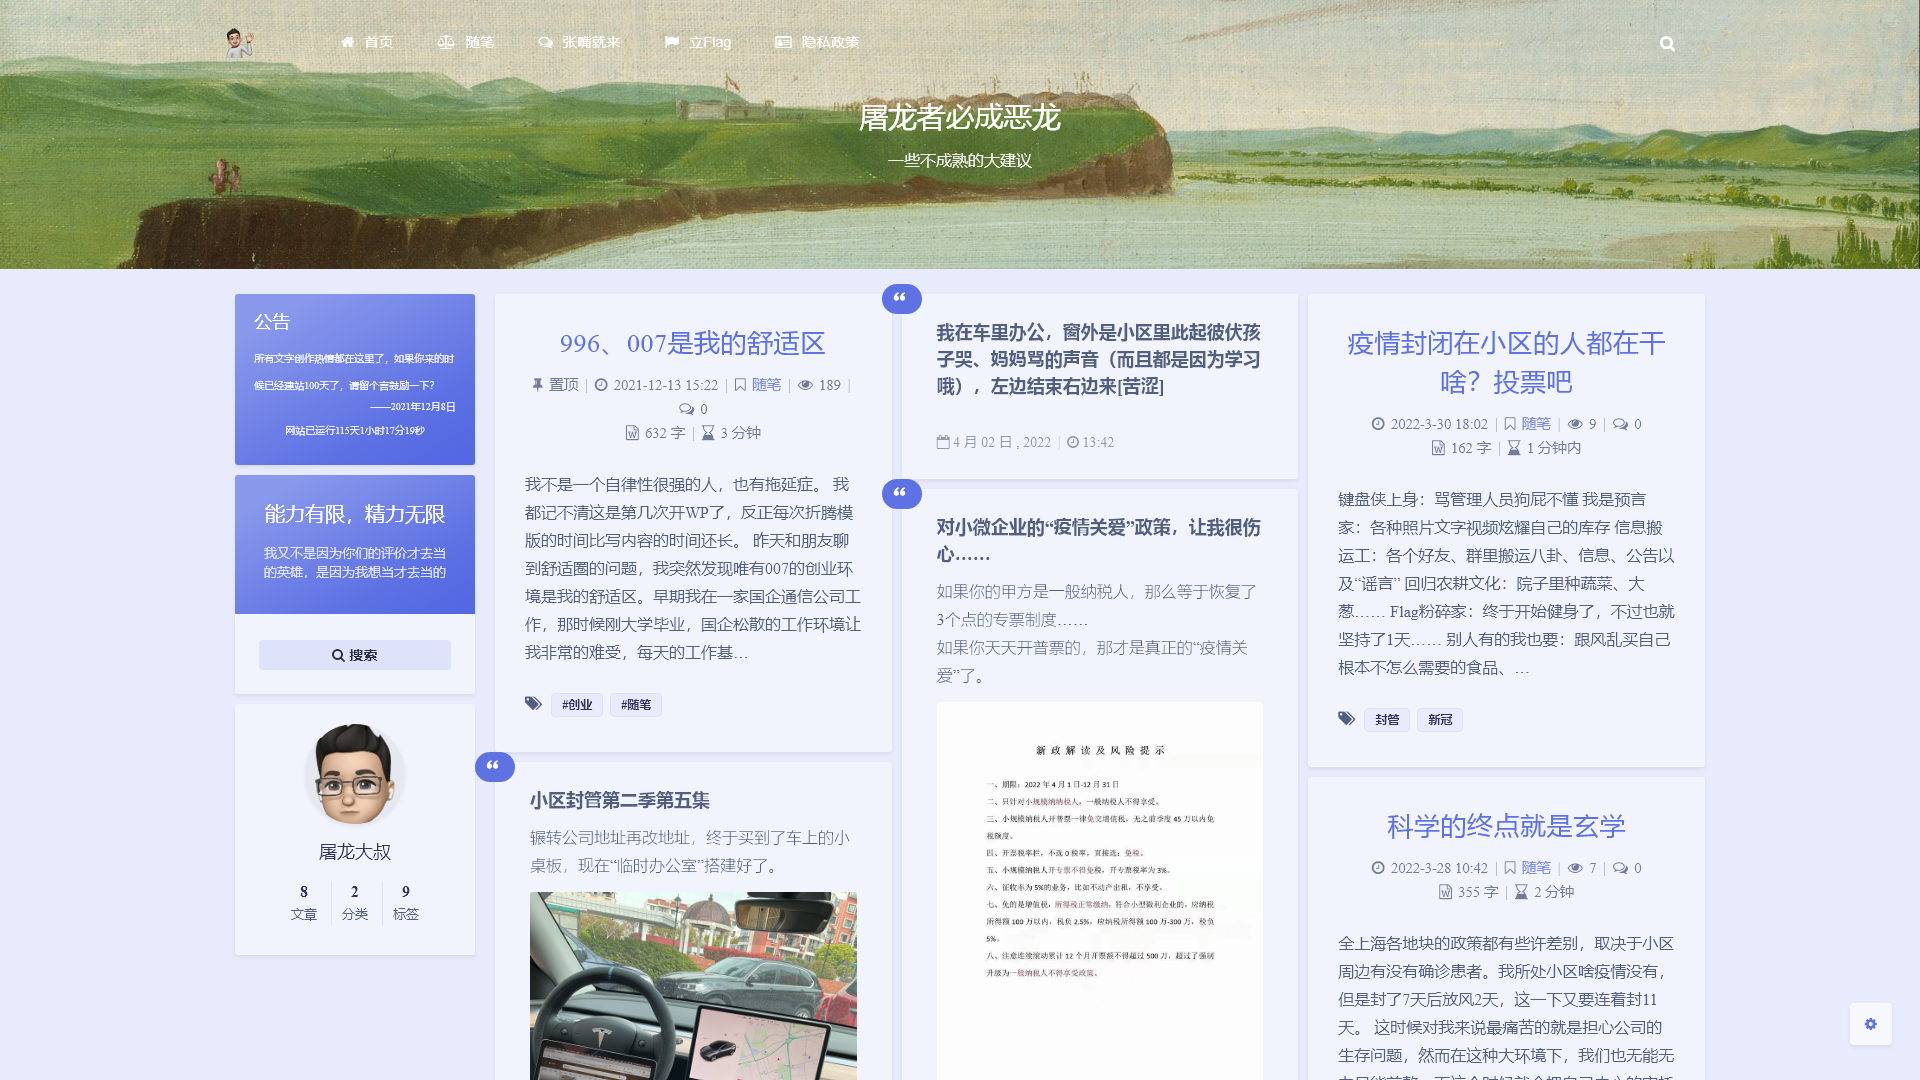 首页
随笔
张嘴就来
立Flag
隐私政策
屠龙者必成恶龙
一些不成熟的大建议
公告
所有文字创作热情都在这里了，如果你来的时
候已经建站100天了，请留个言鼓励一下？
——2021年12月8日
网站已运行115天1小时17分19秒
能力有限，精力无限
我又不是因为你们的评价才去当
的英雄，是因为我想当才去当的
搜索
屠龙大叔
8 2 9
文章 分类 标签
996、007是我的舒适区
置顶 | 2021-12-13 15:22 | 随笔 | 189 |
0
632 字 | 3 分钟
我不是一个自律性很强的人，也有拖延症。 我
都记不清这是第几次开WP了，反正每次折腾模
版的时间比写内容的时间还长。 昨天和朋友聊
到舒适圈的问题，我突然发现唯有007的创业环
境是我的舒适区。早期我在一家国企通信公司工
作，那时候刚大学毕业，国企松散的工作环境让
我非常的难受，每天的工作基…
#创业 #随笔
小区封管第二季第五集
辗转公司地址再改地址，终于买到了车上的小
桌板，现在“临时办公室”搭建好了。
我在车里办公，窗外是小区里此起彼伏孩
子哭、妈妈骂的声音（而且都是因为学习
哦），左边结束右边来[苦涩]
4 月 02 日 , 2022 | 13:42
对小微企业的“疫情关爱”政策，让我很伤
心……
如果你的甲方是一般纳税人，那么等于恢复了
3个点的专票制度……
如果你天天开普票的，那才是真正的“疫情关
爱”了。
新政解读及风险提示
一、期限：2022 年 4 月 1 日-12 月 31 日
二、只针对小规模纳纳税人，一般纳税人不得享受。
三、小规模纳税人开普票一律免交增值税，无之前季度 45 万以内免
税额度。
四、开票税率栏，不选 0 税率，直接选：免税。
五、小规模纳税人开专票不得免税，开专票税率为 3%。
六、征收率为 5%的业务，比如不动产出租，不享受。
七、免的是增值税，所得税正常缴纳，符合小型微利企业的，应纳税
所得额 100 万以内，税负 2.5%，应纳税所得额 100 万-300 万，税负
5%。
八、注意连续滚动累计 12 个月开票额不得超过 500 万，超过了强制
升级为一般纳税人不得享受政策。
疫情封闭在小区的人都在干
啥？投票吧
2022-3-30 18:02 | 随笔 | 9 | 0
162 字 | 1 分钟内
键盘侠上身：骂管理人员狗屁不懂 我是预言
家：各种照片文字视频炫耀自己的库存 信息搬
运工：各个好友、群里搬运八卦、信息、公告以
及“谣言” 回归农耕文化：院子里种蔬菜、大
葱…… Flag粉碎家：终于开始健身了，不过也就
坚持了1天…… 别人有的我也要：跟风乱买自己
根本不怎么需要的食品、…
封管 新冠
科学的终点就是玄学
2022-3-28 10:42 | 随笔 | 7 | 0
355 字 | 2 分钟
全上海各地块的政策都有些许差别，取决于小区
周边有没有确诊患者。我所处小区啥疫情没有，
但是封了7天后放风2天，这一下又要连着封11
天。 这时候对我来说最痛苦的就是担心公司的
生存问题，然而在这种大环境下，我们也无能无